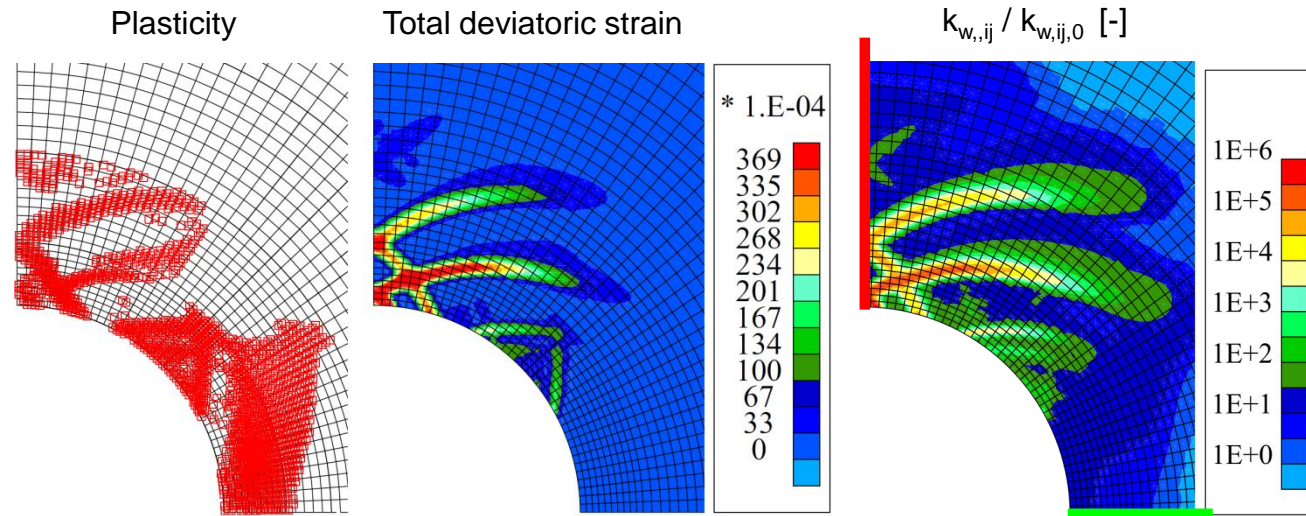 Plasticity
Total deviatoric strain
k_w,,ij / k_w,ij,0 [-]
* 1.E-04
369
335
302
268
234
201
167
134
100
67
33
0
1E+6
1E+5
1E+4
1E+3
1E+2
1E+1
1E+0